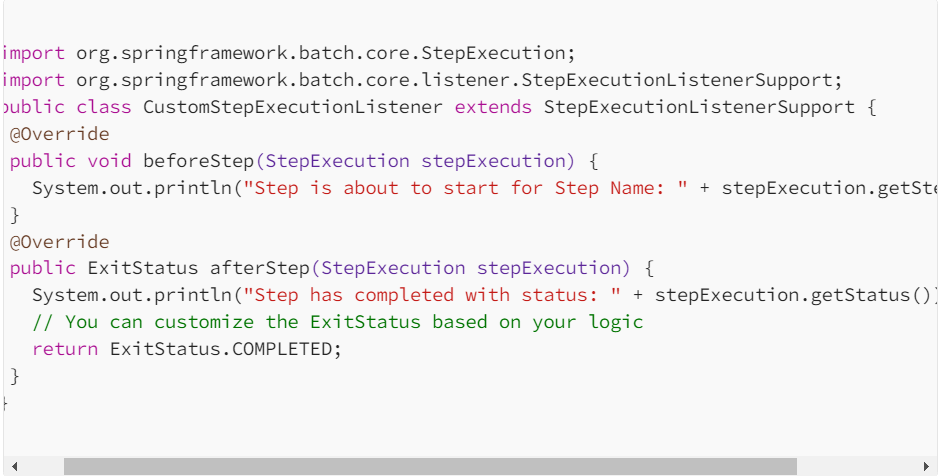 import org.springframework.batch.core.StepExecution;
import org.springframework.batch.core.listener.StepExecutionListenerSupport;
public class CustomStepExecutionListener extends StepExecutionListenerSupport {
@Override
public void beforeStep(StepExecution stepExecution) {
System.out.println("Step is about to start for Step Name: " + stepExecution.getSte
}
@Override
public ExitStatus afterStep(StepExecution stepExecution) {
System.out.println("Step has completed with status: " + stepExecution.getStatus())
// You can customize the ExitStatus based on your logic
return ExitStatus.COMPLETED;
}
}